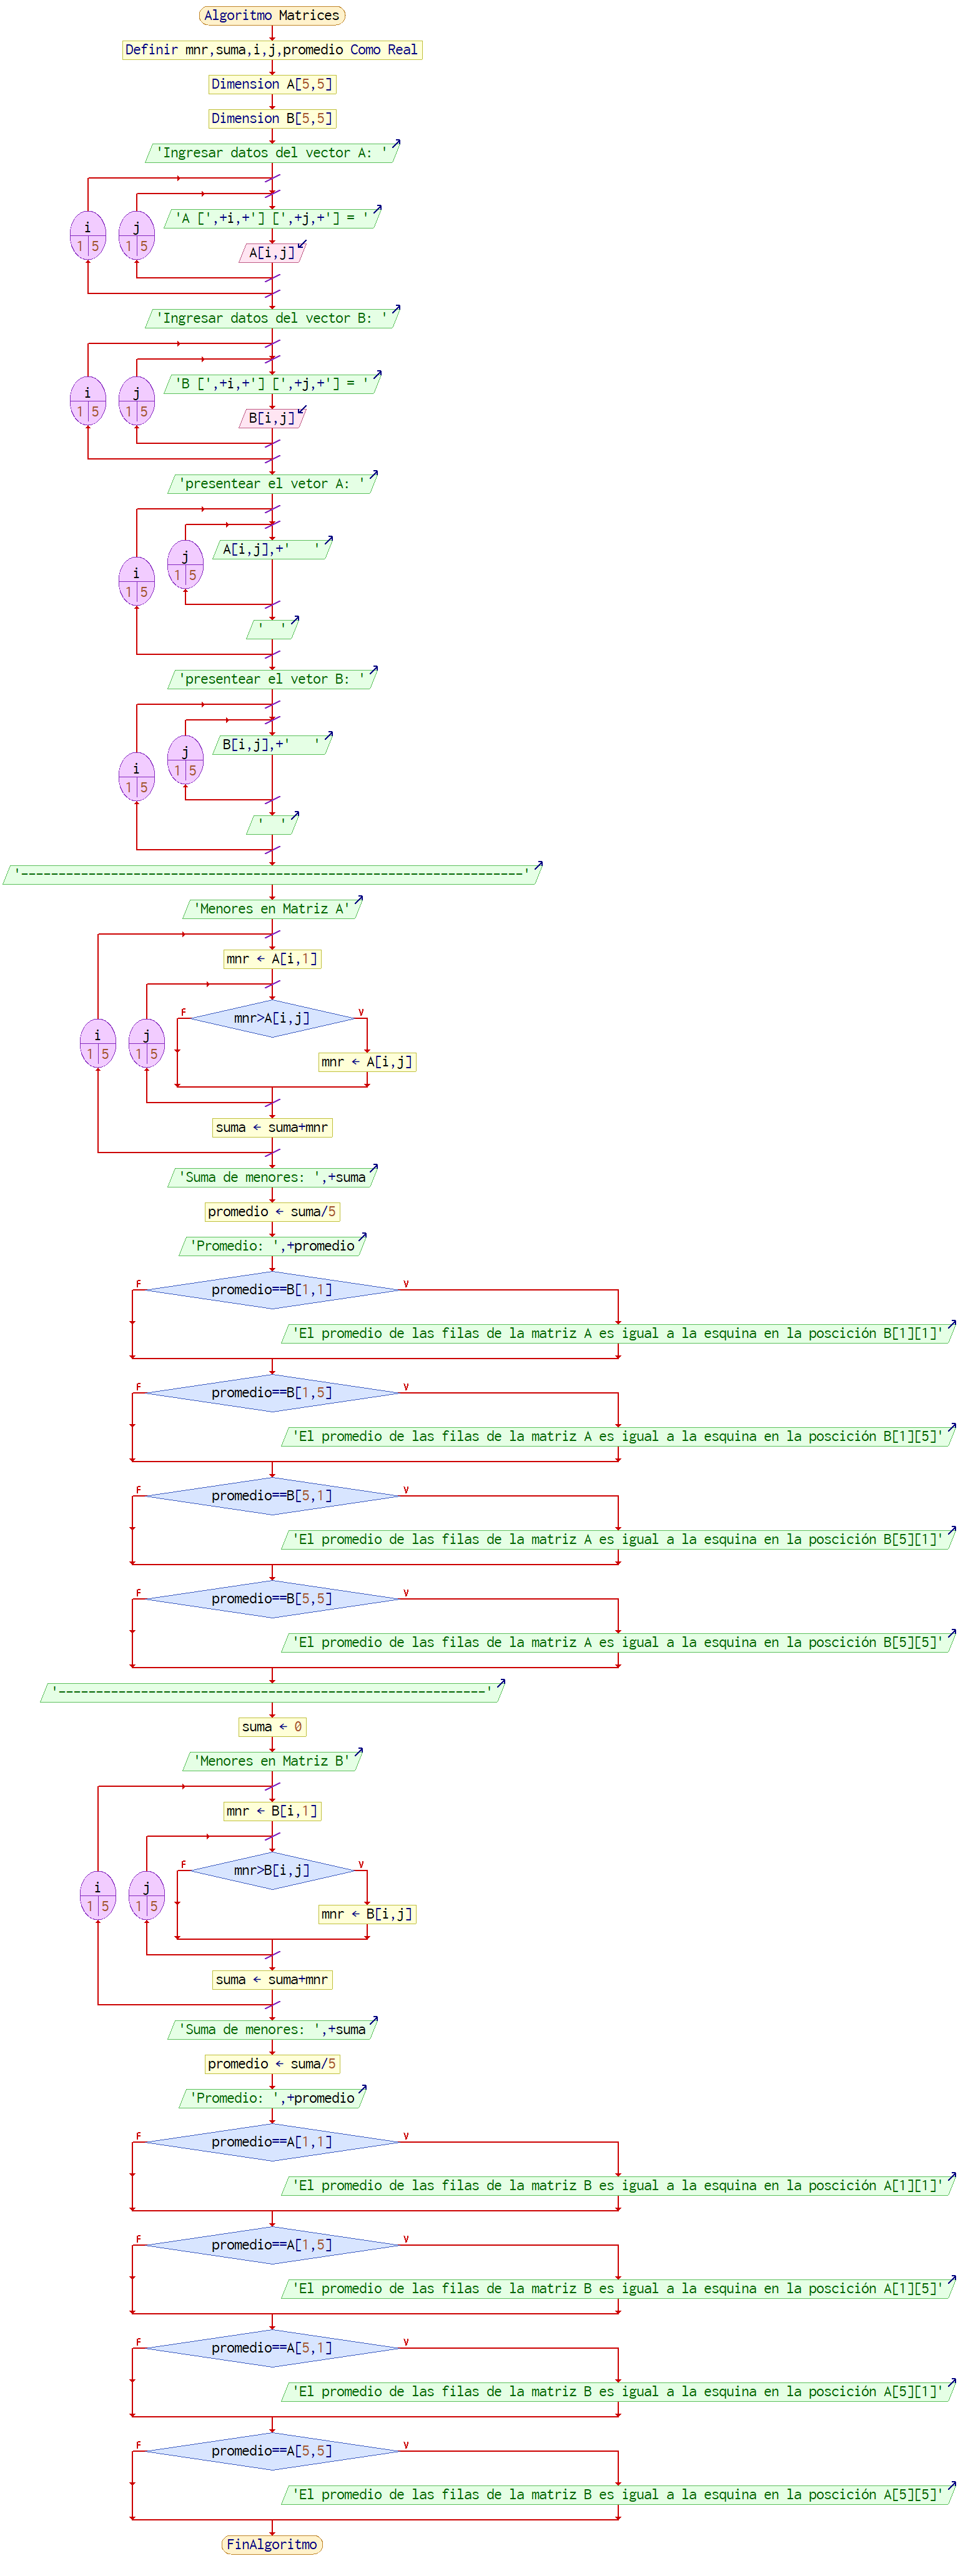 Algoritmo Matrices
Definir mnr,suma,i,j,promedio Como Real
Dimension A[5,5]
Dimension B[5,5]
'Ingresar datos del vector A: '
i
1 5
j
1 5
'A [',+i,+'] [',+j,+'] = '
A[i,j]
'Ingresar datos del vector B: '
i
1 5
j
1 5
'B [',+i,+'] [',+j,+'] = '
B[i,j]
'presentear el vetor A: '
i
1 5
j
1 5
A[i,j],+'   '
'  '
'presentear el vetor B: '
i
1 5
j
1 5
B[i,j],+'   '
'  '
'-------------------------------------------------------------------'
'Menores en Matriz A'
mnr ← A[i,1]
i
1 5
j
1 5
F
mnr>A[i,j]
V
mnr ← A[i,j]
suma ← suma+mnr
'Suma de menores: ',+suma
promedio ← suma/5
'Promedio: ',+promedio
F
promedio==B[1,1]
V
'El promedio de las filas de la matriz A es igual a la esquina en la poscición B[1][1]'
F
promedio==B[1,5]
V
'El promedio de las filas de la matriz A es igual a la esquina en la poscición B[1][5]'
F
promedio==B[5,1]
V
'El promedio de las filas de la matriz A es igual a la esquina en la poscición B[5][1]'
F
promedio==B[5,5]
V
'El promedio de las filas de la matriz A es igual a la esquina en la poscición B[5][5]'
'---------------------------------------------------------'
suma ← 0
'Menores en Matriz B'
mnr ← B[i,1]
i
1 5
j
1 5
F
mnr>B[i,j]
V
mnr ← B[i,j]
suma ← suma+mnr
'Suma de menores: ',+suma
promedio ← suma/5
'Promedio: ',+promedio
F
promedio==A[1,1]
V
'El promedio de las filas de la matriz B es igual a la esquina en la poscición A[1][1]'
F
promedio==A[1,5]
V
'El promedio de las filas de la matriz B es igual a la esquina en la poscición A[1][5]'
F
promedio==A[5,1]
V
'El promedio de las filas de la matriz B es igual a la esquina en la poscición A[5][1]'
F
promedio==A[5,5]
V
'El promedio de las filas de la matriz B es igual a la esquina en la poscición A[5][5]'
FinAlgoritmo